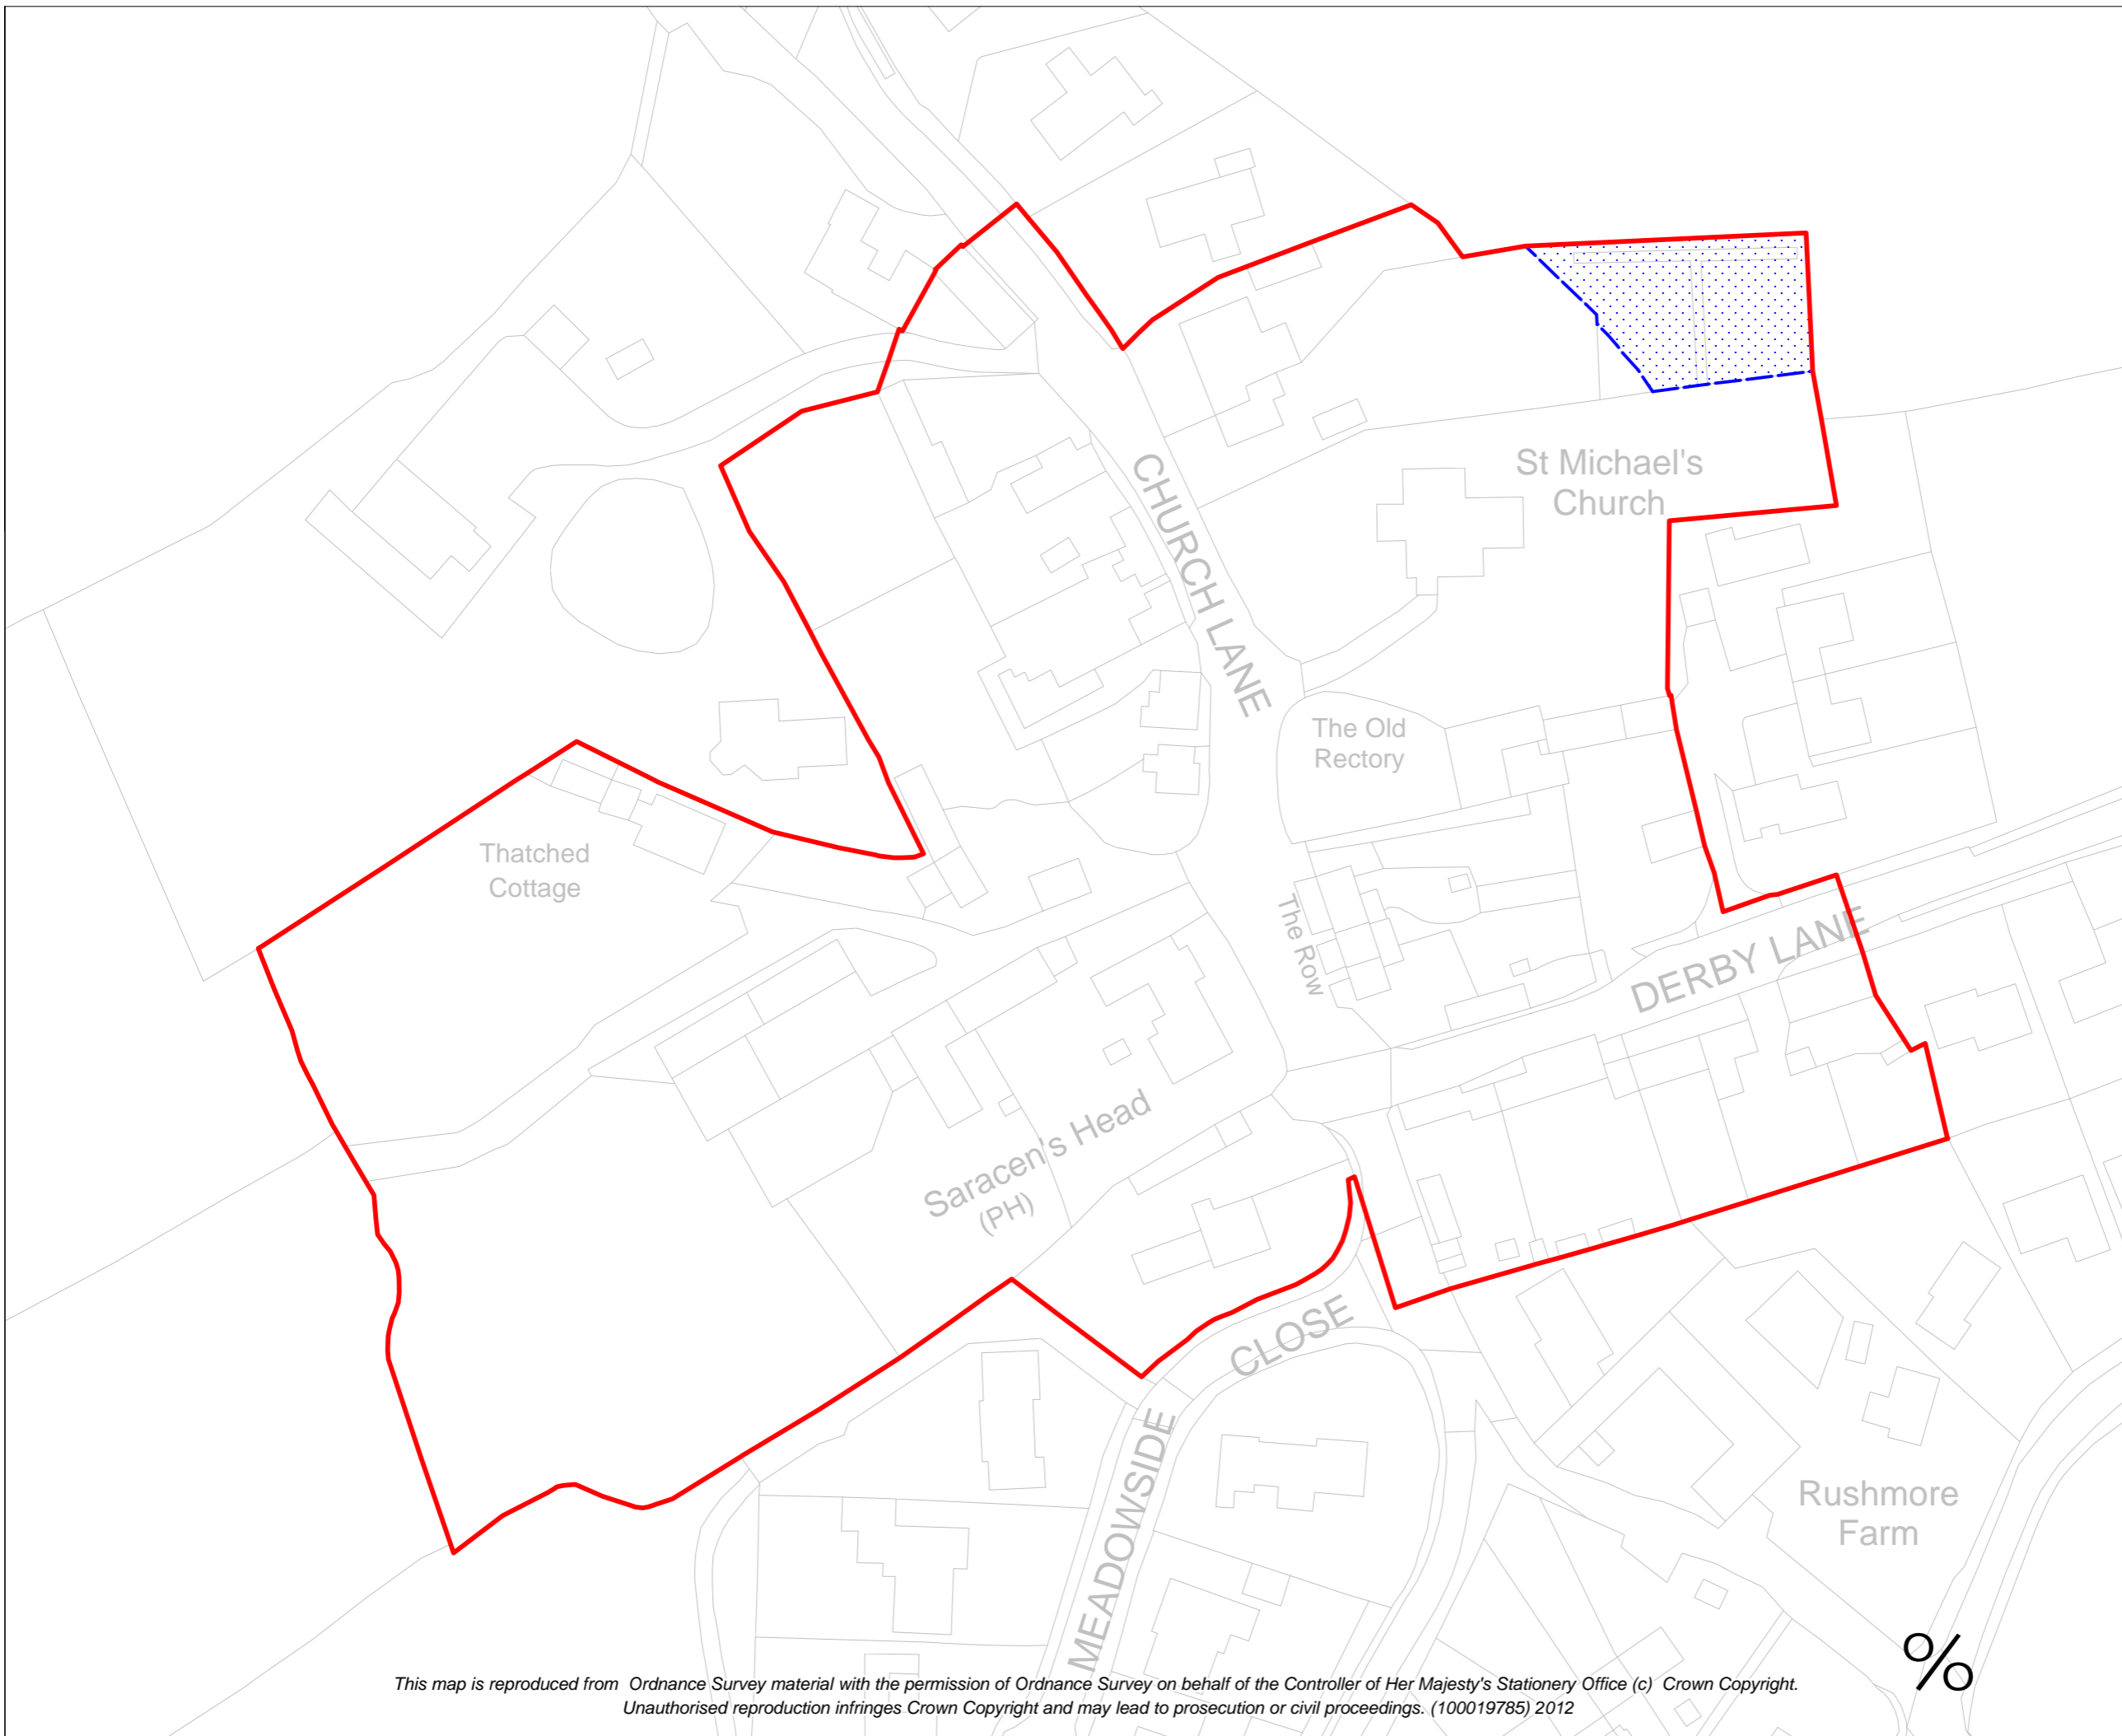 St Michael's
Church
CHURCH LANE
The Old
Rectory
Thatched
Cottage
The Row
DERBY LANE
Saracen's Head
(PH)
CLOSE
MEADOWSIDE
Rushmore
Farm
%
This map is reproduced from Ordnance Survey material with the permission of Ordnance Survey on behalf of the Controller of Her Majesty's Stationery Office (c) Crown Copyright.
Unauthorised reproduction infringes Crown Copyright and may lead to prosecution or civil proceedings. (100019785) 2012